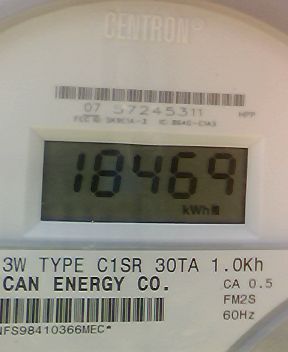 CENTRON®
07 57245311 HPP
18469
kWh
3W TYPE C1SR 30TA 1.0Kh
CAN ENERGY CO. CA 0.5
FM2S
NFS98410366MEC* 60Hz